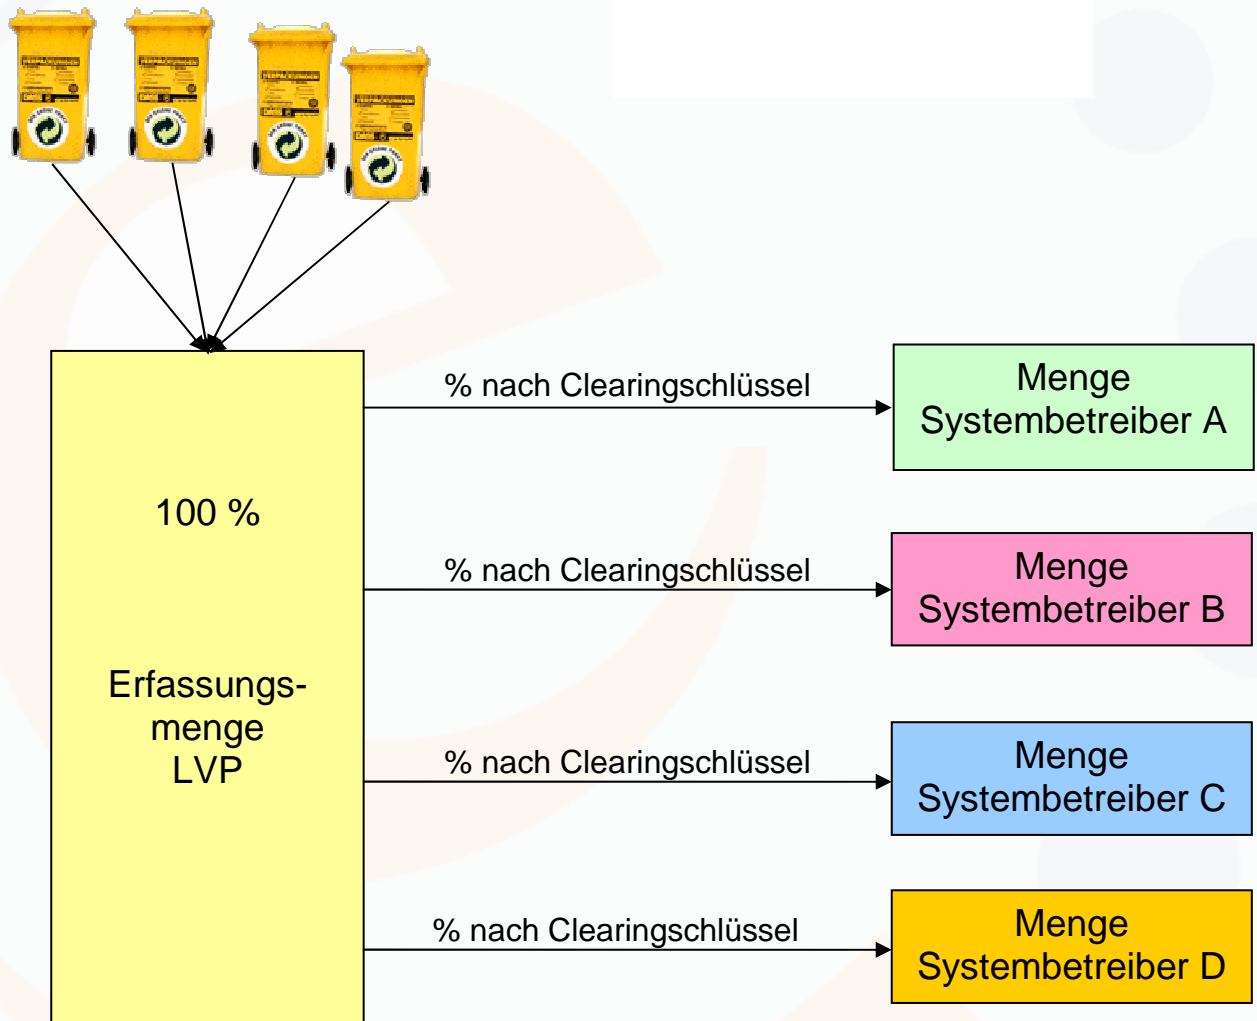 % nach Clearingschlüssel
Menge
Systembetreiber A
100 %
% nach Clearingschlüssel
Menge
Systembetreiber B
Erfassungs-
menge
LVP
% nach Clearingschlüssel
Menge
Systembetreiber C
% nach Clearingschlüssel
Menge
Systembetreiber D